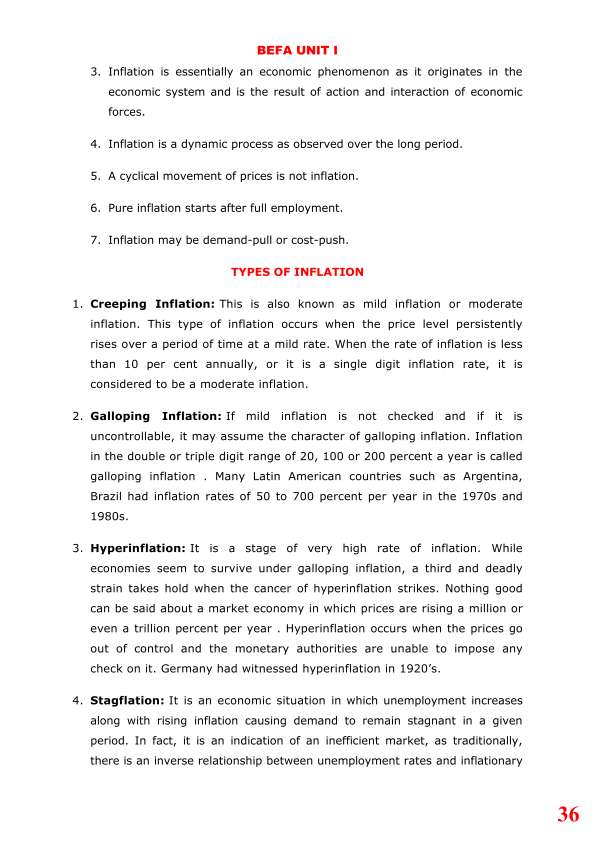 BEFA UNIT I
3. Inflation is essentially an economic phenomenon as it originates in the
economic system and is the result of action and interaction of economic
forces.
4. Inflation is a dynamic process as observed over the long period.
5. A cyclical movement of prices is not inflation.
6. Pure inflation starts after full employment.
7. Inflation may be demand-pull or cost-push.
TYPES OF INFLATION
1. Creeping Inflation: This is also known as mild inflation or moderate
inflation. This type of inflation occurs when the price level persistently
rises over a period of time at a mild rate. When the rate of inflation is less
than 10 per cent annually, or it is a single digit inflation rate, it is
considered to be a moderate inflation.
2. Galloping Inflation: If mild inflation is not checked and if it is
uncontrollable, it may assume the character of galloping inflation. Inflation
in the double or triple digit range of 20, 100 or 200 percent a year is called
galloping inflation . Many Latin American countries such as Argentina,
Brazil had inflation rates of 50 to 700 percent per year in the 1970s and
1980s.
3. Hyperinflation: It is a stage of very high rate of inflation. While
economies seem to survive under galloping inflation, a third and deadly
strain takes hold when the cancer of hyperinflation strikes. Nothing good
can be said about a market economy in which prices are rising a million or
even a trillion percent per year . Hyperinflation occurs when the prices go
out of control and the monetary authorities are unable to impose any
check on it. Germany had witnessed hyperinflation in 1920’s.
4. Stagflation: It is an economic situation in which unemployment increases
along with rising inflation causing demand to remain stagnant in a given
period. In fact, it is an indication of an inefficient market, as traditionally,
there is an inverse relationship between unemployment rates and inflationary
36